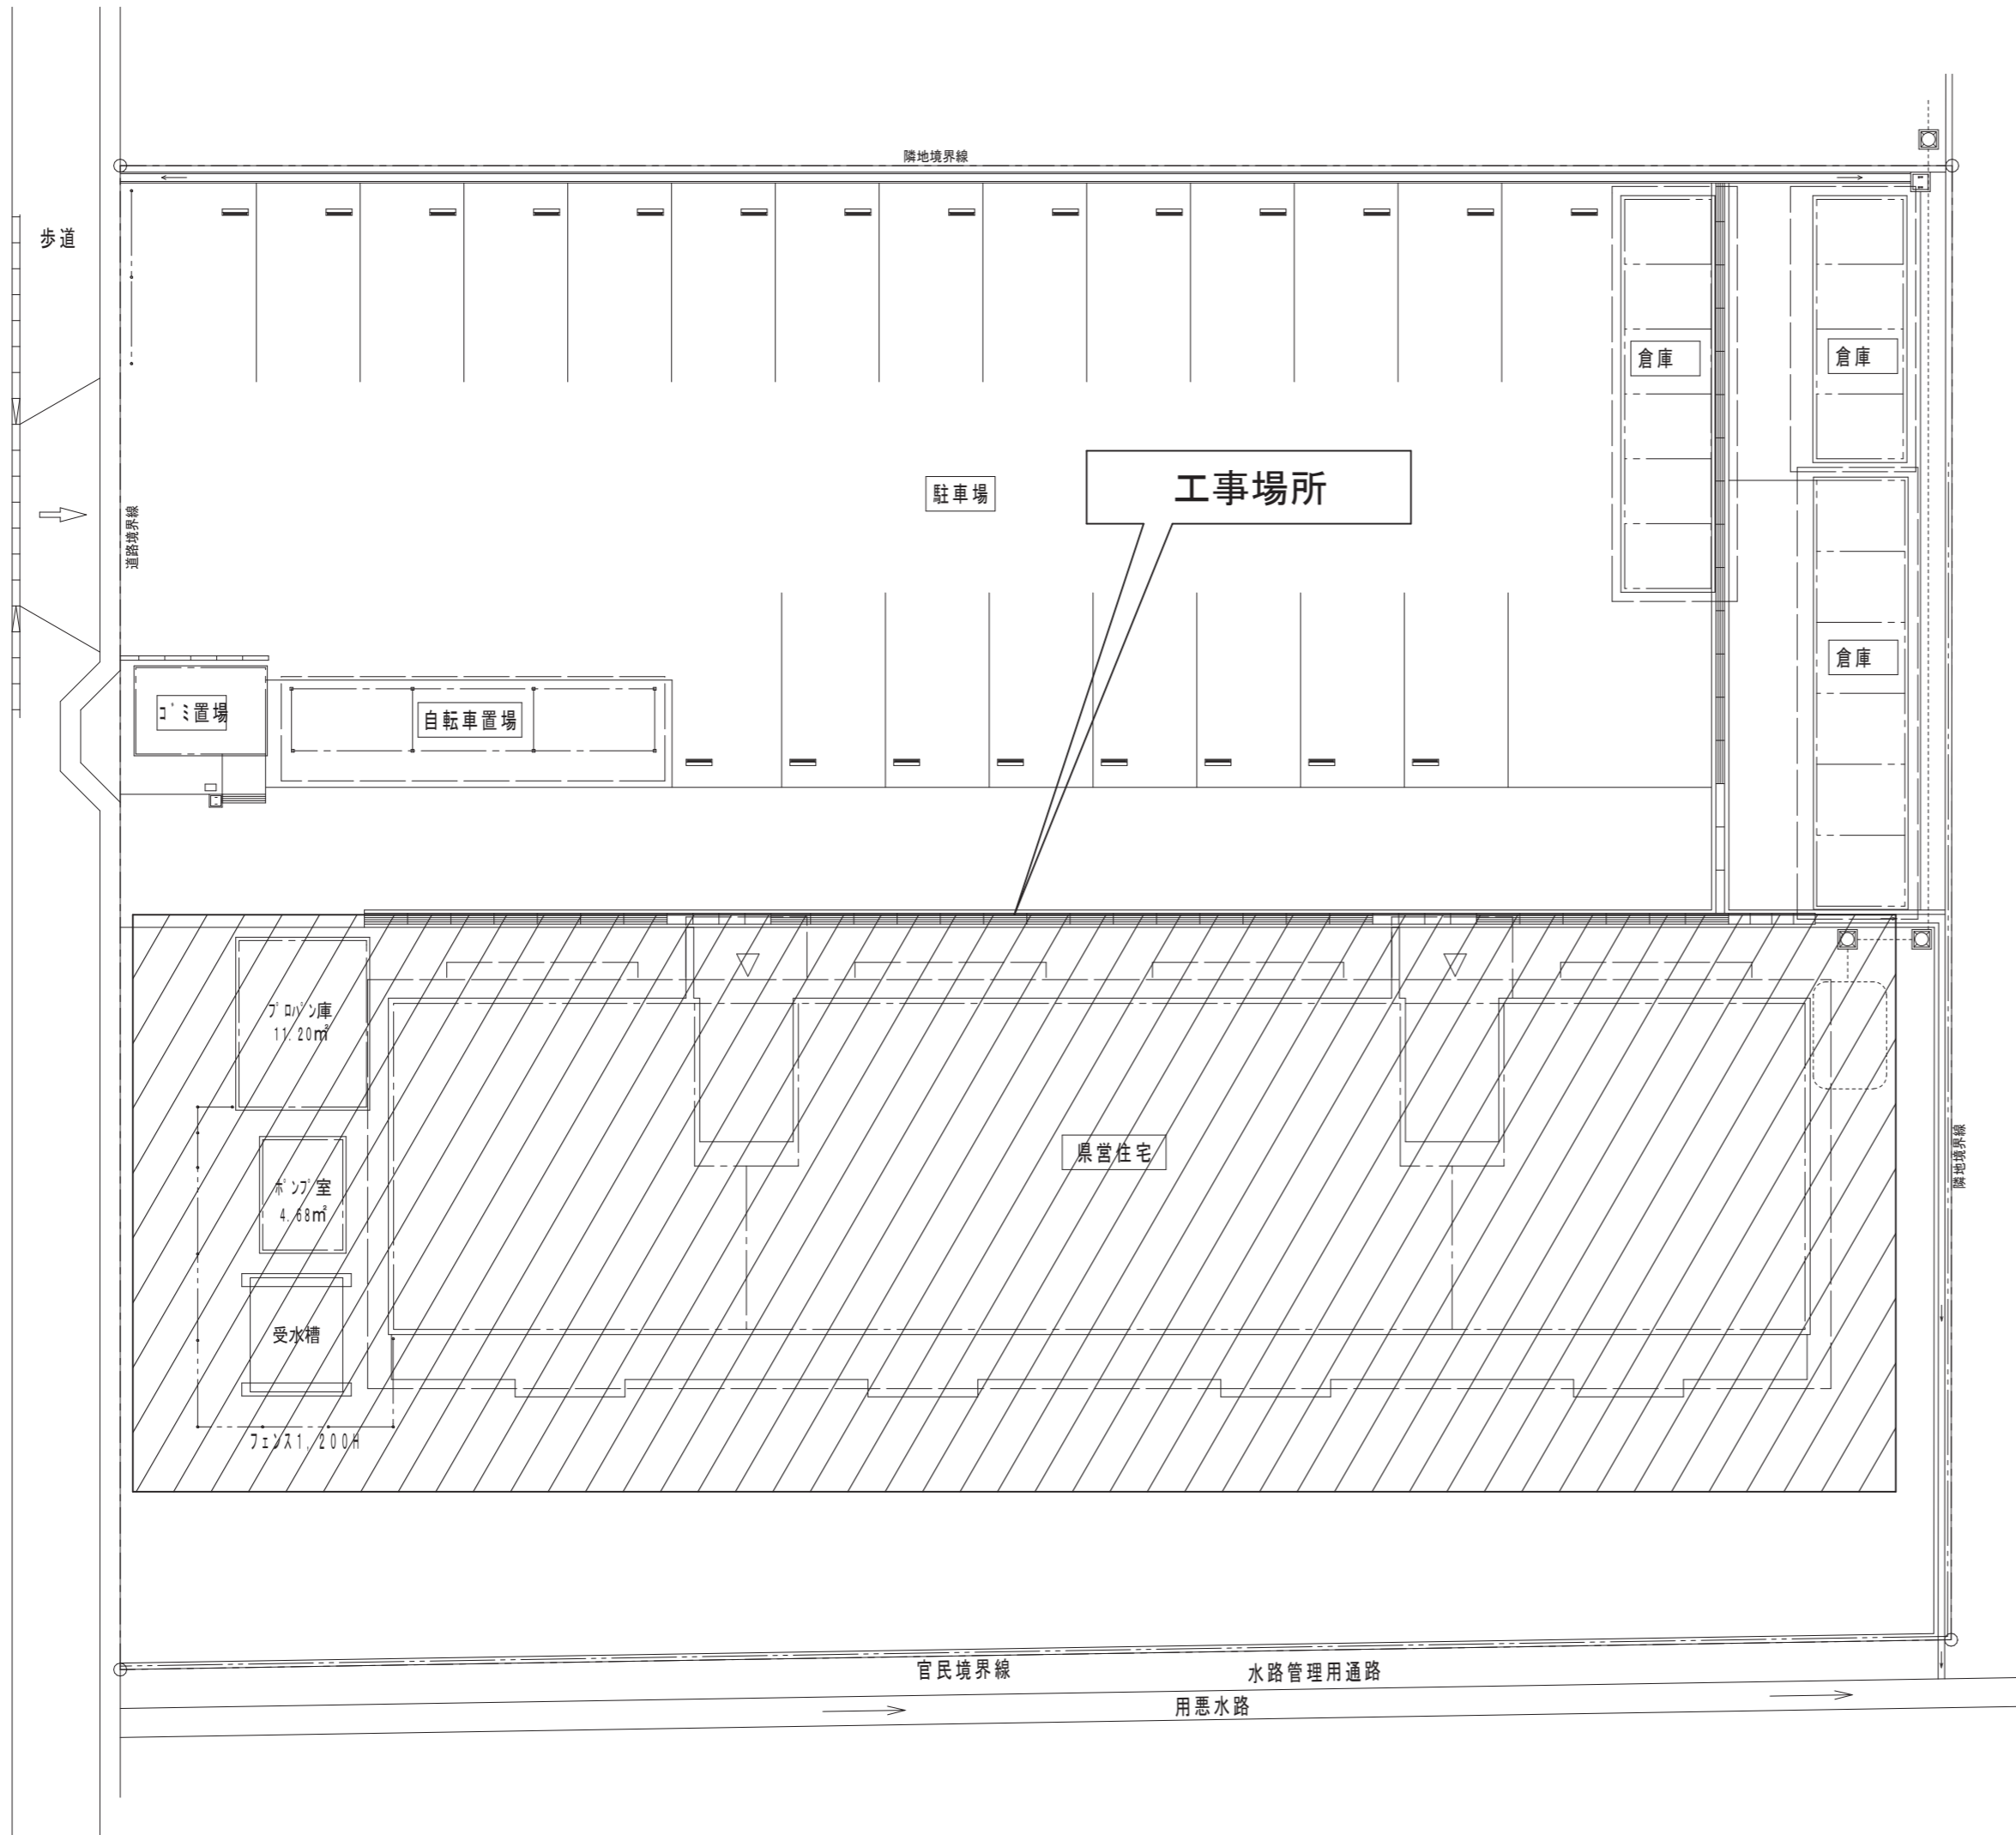 隣地境界線
歩道
倉庫
倉庫
工事場所
駐車場
道路境界線
倉庫
ゴミ置場
自転車置場
プロパン庫
11.20㎡
県営住宅
隣地境界線
ポンプ室
4.68㎡
受水槽
フェンス1,200H
官民境界線
水路管理用通路
用悪水路